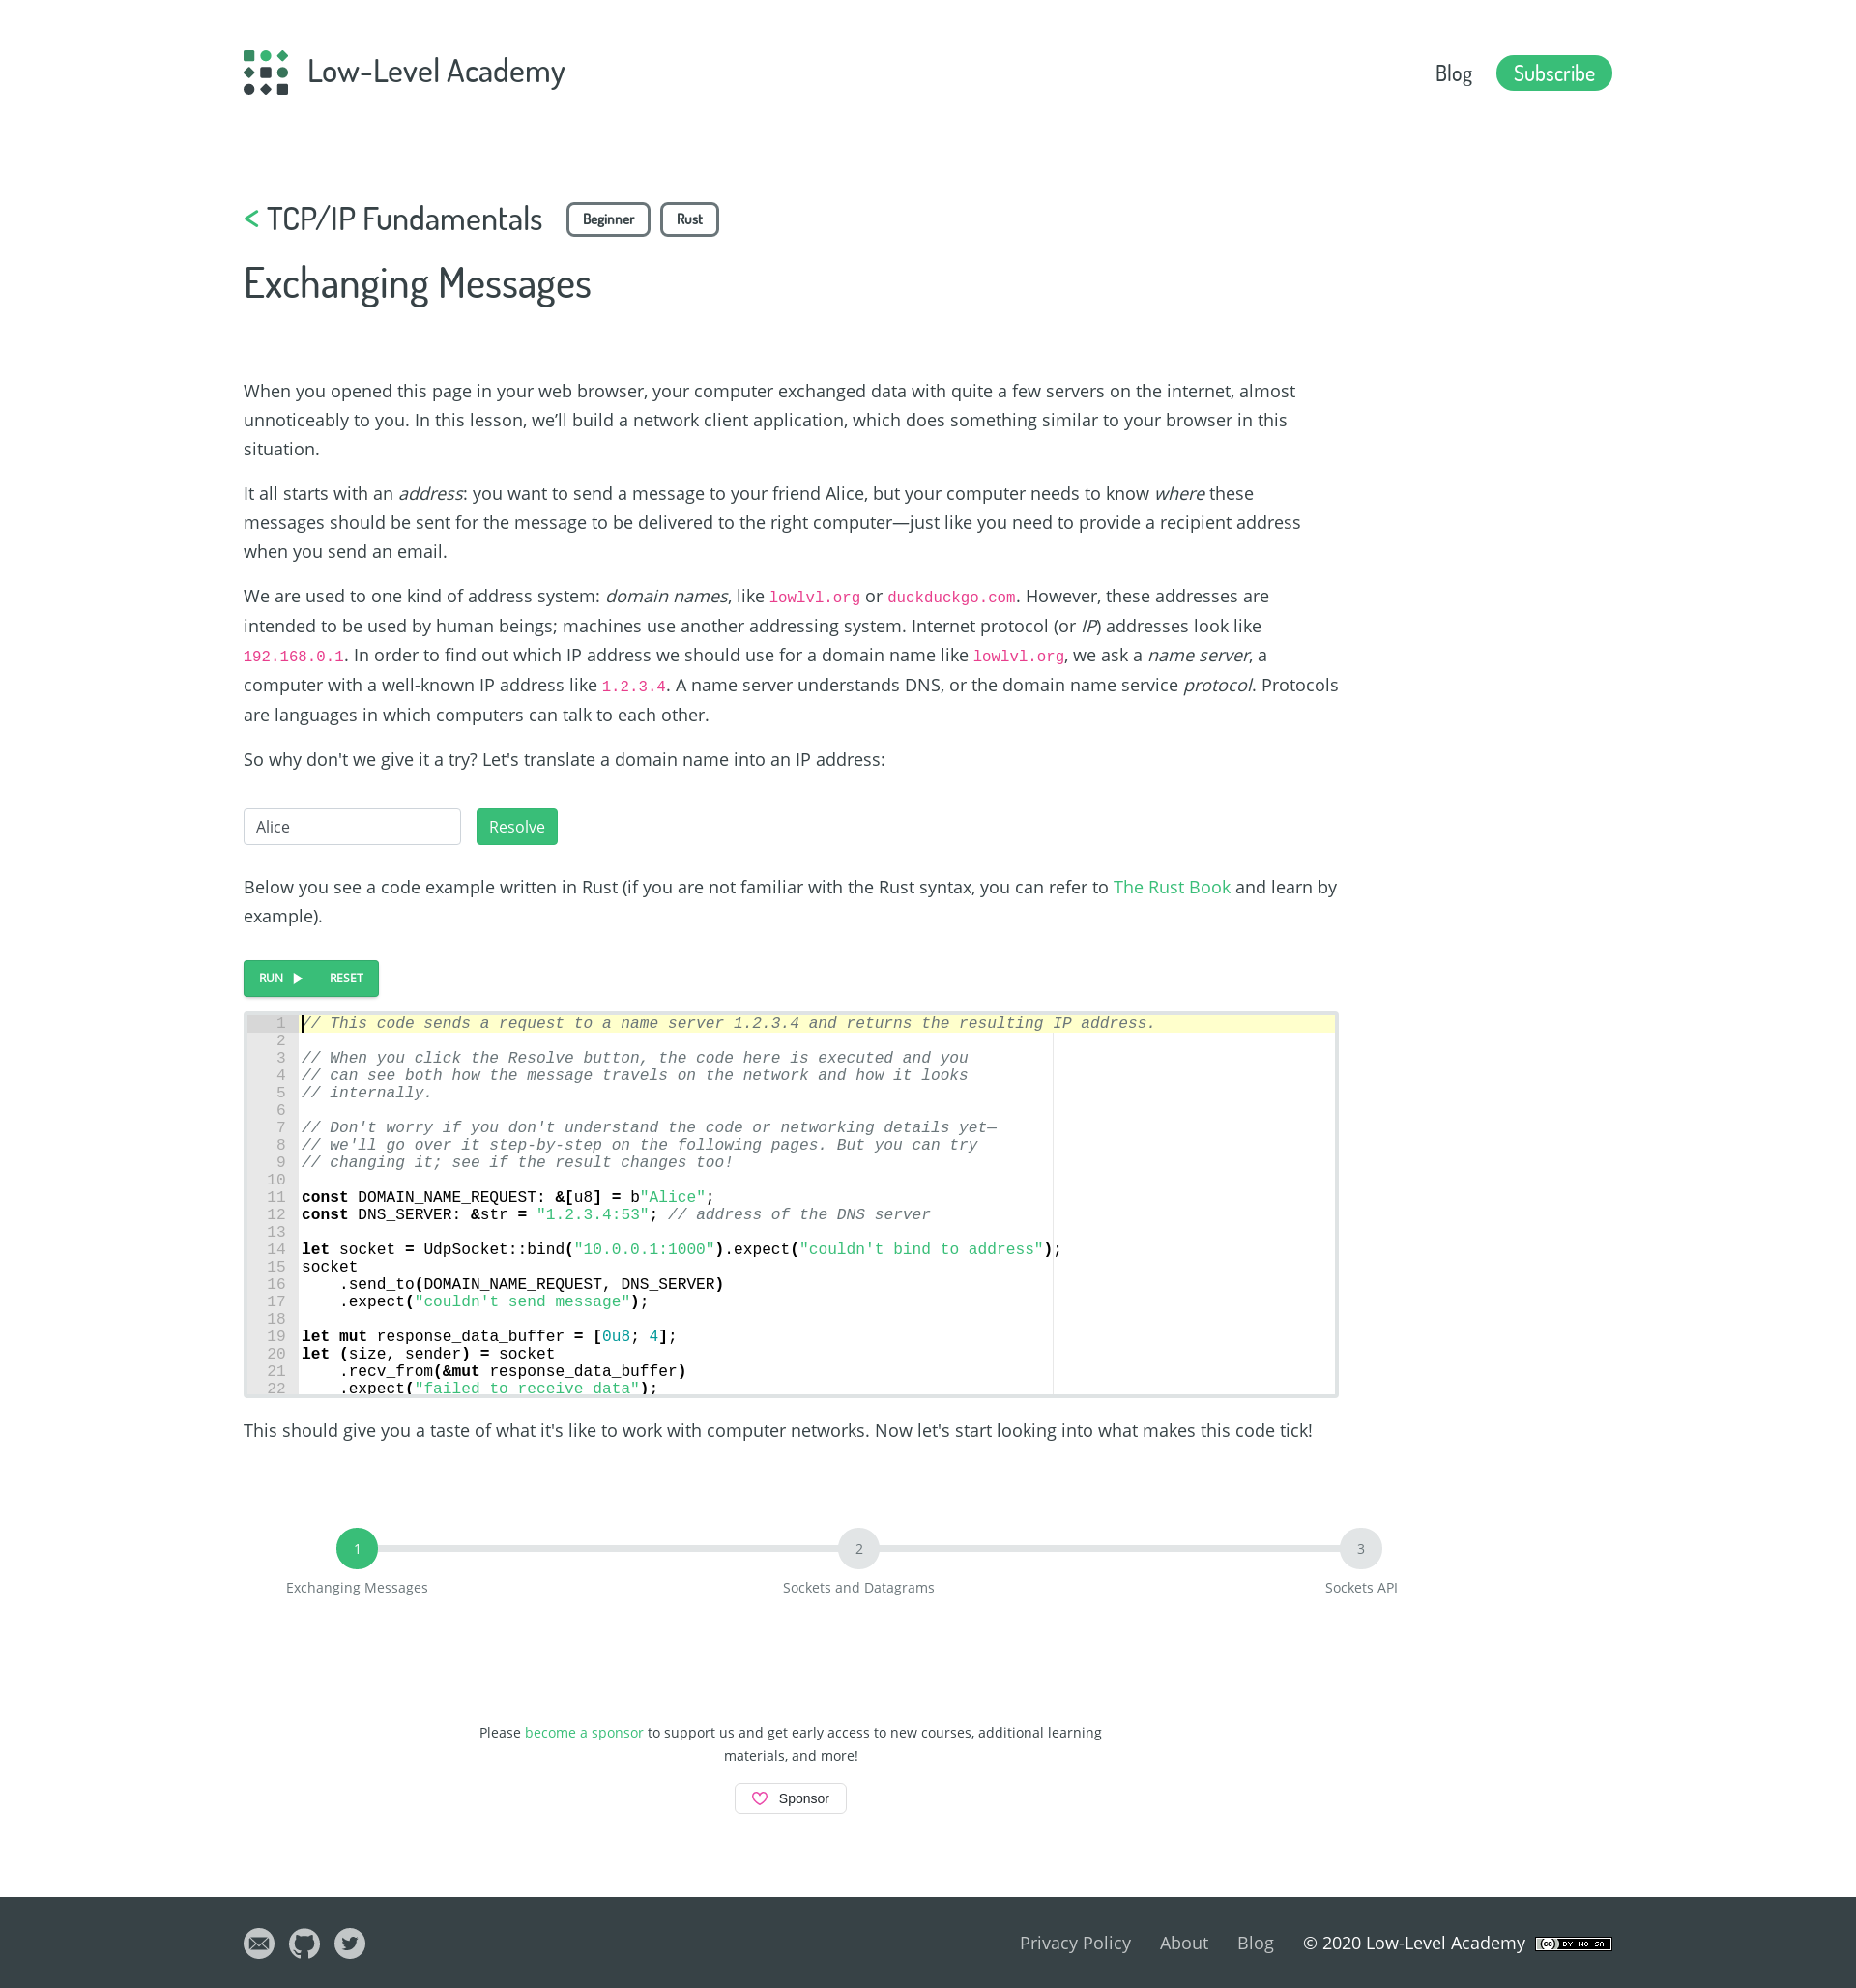 Low-Level Academy
Blog
Subscribe
< TCP/IP Fundamentals
Beginner
Rust
Exchanging Messages
When you opened this page in your web browser, your computer exchanged data with quite a few servers on the internet, almost
unnoticeably to you. In this lesson, we’ll build a network client application, which does something similar to your browser in this
situation.
It all starts with an address: you want to send a message to your friend Alice, but your computer needs to know where these
messages should be sent for the message to be delivered to the right computer—just like you need to provide a recipient address
when you send an email.
We are used to one kind of address system: domain names, like lowlvl.org or duckduckgo.com. However, these addresses are
intended to be used by human beings; machines use another addressing system. Internet protocol (or IP) addresses look like
192.168.0.1. In order to find out which IP address we should use for a domain name like lowlvl.org, we ask a name server, a
computer with a well-known IP address like 1.2.3.4. A name server understands DNS, or the domain name service protocol. Protocols
are languages in which computers can talk to each other.
So why don't we give it a try? Let's translate a domain name into an IP address:
Alice
Resolve
Below you see a code example written in Rust (if you are not familiar with the Rust syntax, you can refer to The Rust Book and learn by
example).
RUN
RESET
1 // This code sends a request to a name server 1.2.3.4 and returns the resulting IP address.
2
3 // When you click the Resolve button, the code here is executed and you
4 // can see both how the message travels on the network and how it looks
5 // internally.
6
7 // Don't worry if you don't understand the code or networking details yet—
8 // we'll go over it step-by-step on the following pages. But you can try
9 // changing it; see if the result changes too!
10
11 const DOMAIN_NAME_REQUEST: &[u8] = b"Alice";
12 const DNS_SERVER: &str = "1.2.3.4:53"; // address of the DNS server
13
14 let socket = UdpSocket::bind("10.0.0.1:1000").expect("couldn't bind to address");
15 socket
16     .send_to(DOMAIN_NAME_REQUEST, DNS_SERVER)
17     .expect("couldn't send message");
18
19 let mut response_data_buffer = [0u8; 4];
20 let (size, sender) = socket
21     .recv_from(&mut response_data_buffer)
22     .expect("failed to receive data");
This should give you a taste of what it's like to work with computer networks. Now let's start looking into what makes this code tick!
1
2
3
Exchanging Messages
Sockets and Datagrams
Sockets API
Please become a sponsor to support us and get early access to new courses, additional learning
materials, and more!
Sponsor
Privacy Policy
About
Blog
© 2020 Low-Level Academy
CC BY-NC-SA